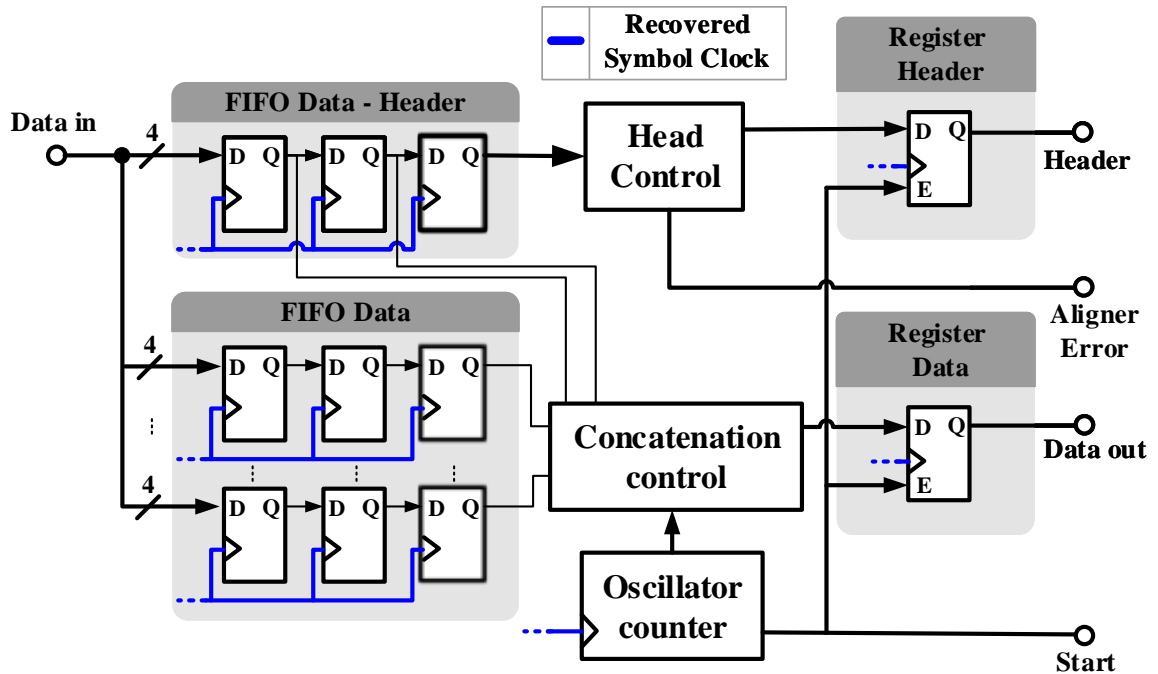 Recovered
Symbol Clock
Register
Header
FIFO Data - Header
Data in
4
D Q
D Q
D Q
Head
Control
D Q
E
Header
FIFO Data
4
D Q
D Q
D Q
Aligner
Error
Register
Data
Concatenation
control
D Q
E
Data out
4
D Q
D Q
D Q
Oscillator
counter
Start